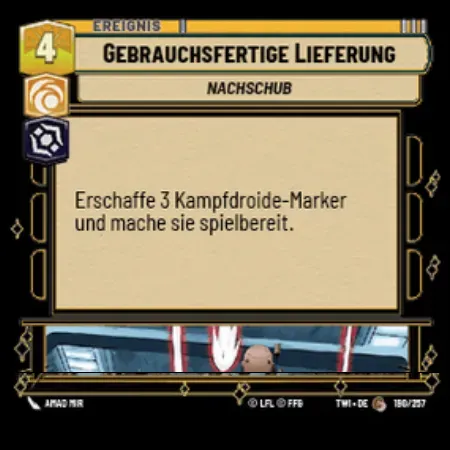 EREIGNIS
4
GEBRAUCHSFERTIGE LIEFERUNG
NACHSCHUB
Erschaffe 3 Kampfdroide-Marker
und mache sie spielbereit.
AMAD MIR
© LFL © FFG
TWI • DE
190/257